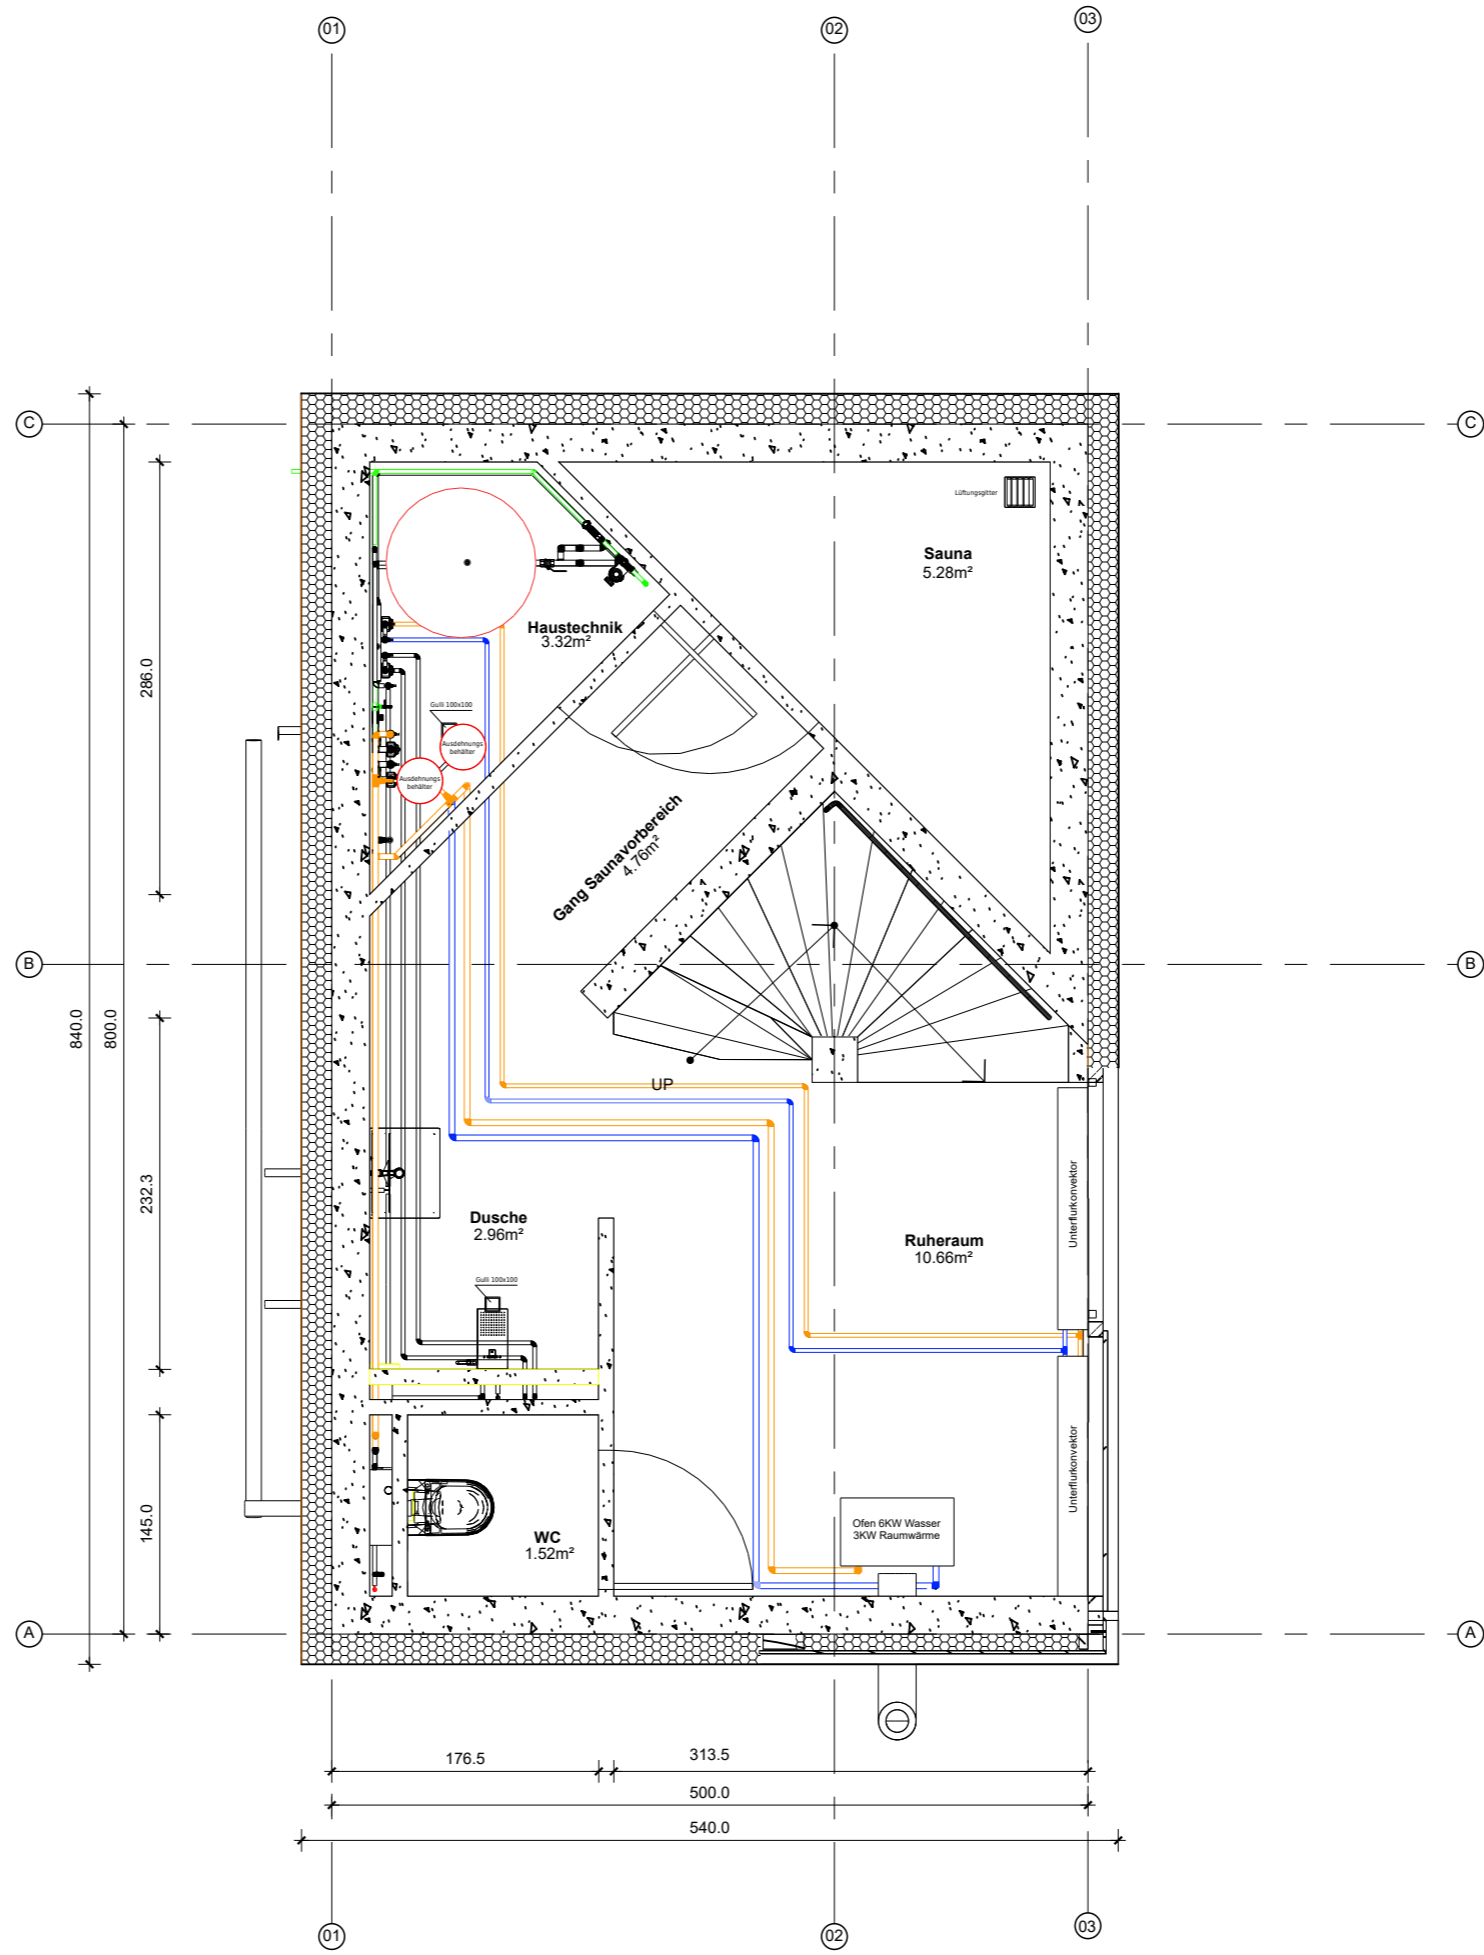 03
01
02
C
C
Lüftungsgitter
Sauna
5.28m²
Haustechnik
3.32m²
286.0
Gulli 100x100
Ausdehnungs
behälter
Ausdehnungs
behälter
Gang Saunavorbereich
4.76m²
B
B
840.0
800.0
UP
232.3
Dusche
2.96m²
Unterflurkonvektor
Ruheraum
10.66m²
Gulli 100x100
Unterflurkonvektor
145.0
Ofen 6KW Wasser
3KW Raumwärme
WC
1.52m²
A
A
176.5
313.5
500.0
540.0
01
02
03